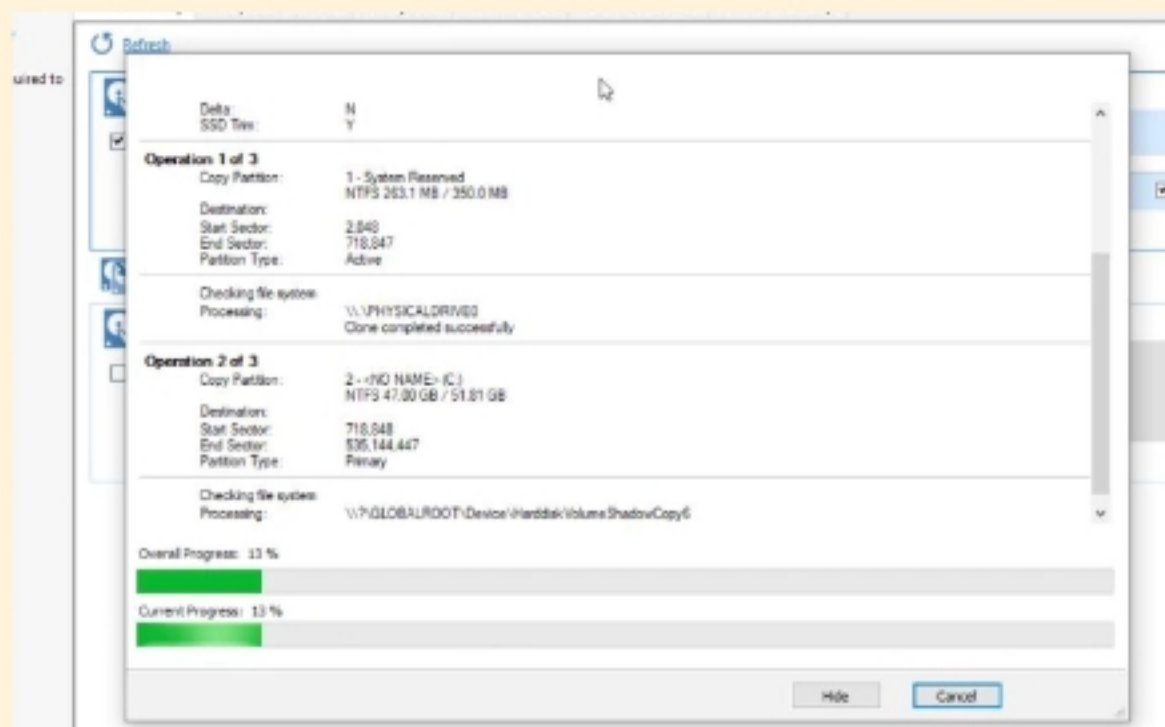 Refresh
uired to
Delta: N
SSD Trim: Y
Operation 1 of 3
Copy Partition: 1 - System Reserved
NTFS 263.1 MB / 350.0 MB
Destination:
Start Sector: 2,048
End Sector: 718,847
Partition Type: Active
Checking file system
Processing: \\.\PHYSICALDRIVE0
Clone completed successfully
Operation 2 of 3
Copy Partition: 2 - <NO NAME> (C:)
NTFS 47.00 GB / 51.81 GB
Destination:
Start Sector: 718,848
End Sector: 535,144,447
Partition Type: Primary
Checking file system
Processing: \\?\GLOBALROOT\Device\HarddiskVolumeShadowCopy6
Overall Progress: 13 %
Current Progress: 13 %
Hide Cancel